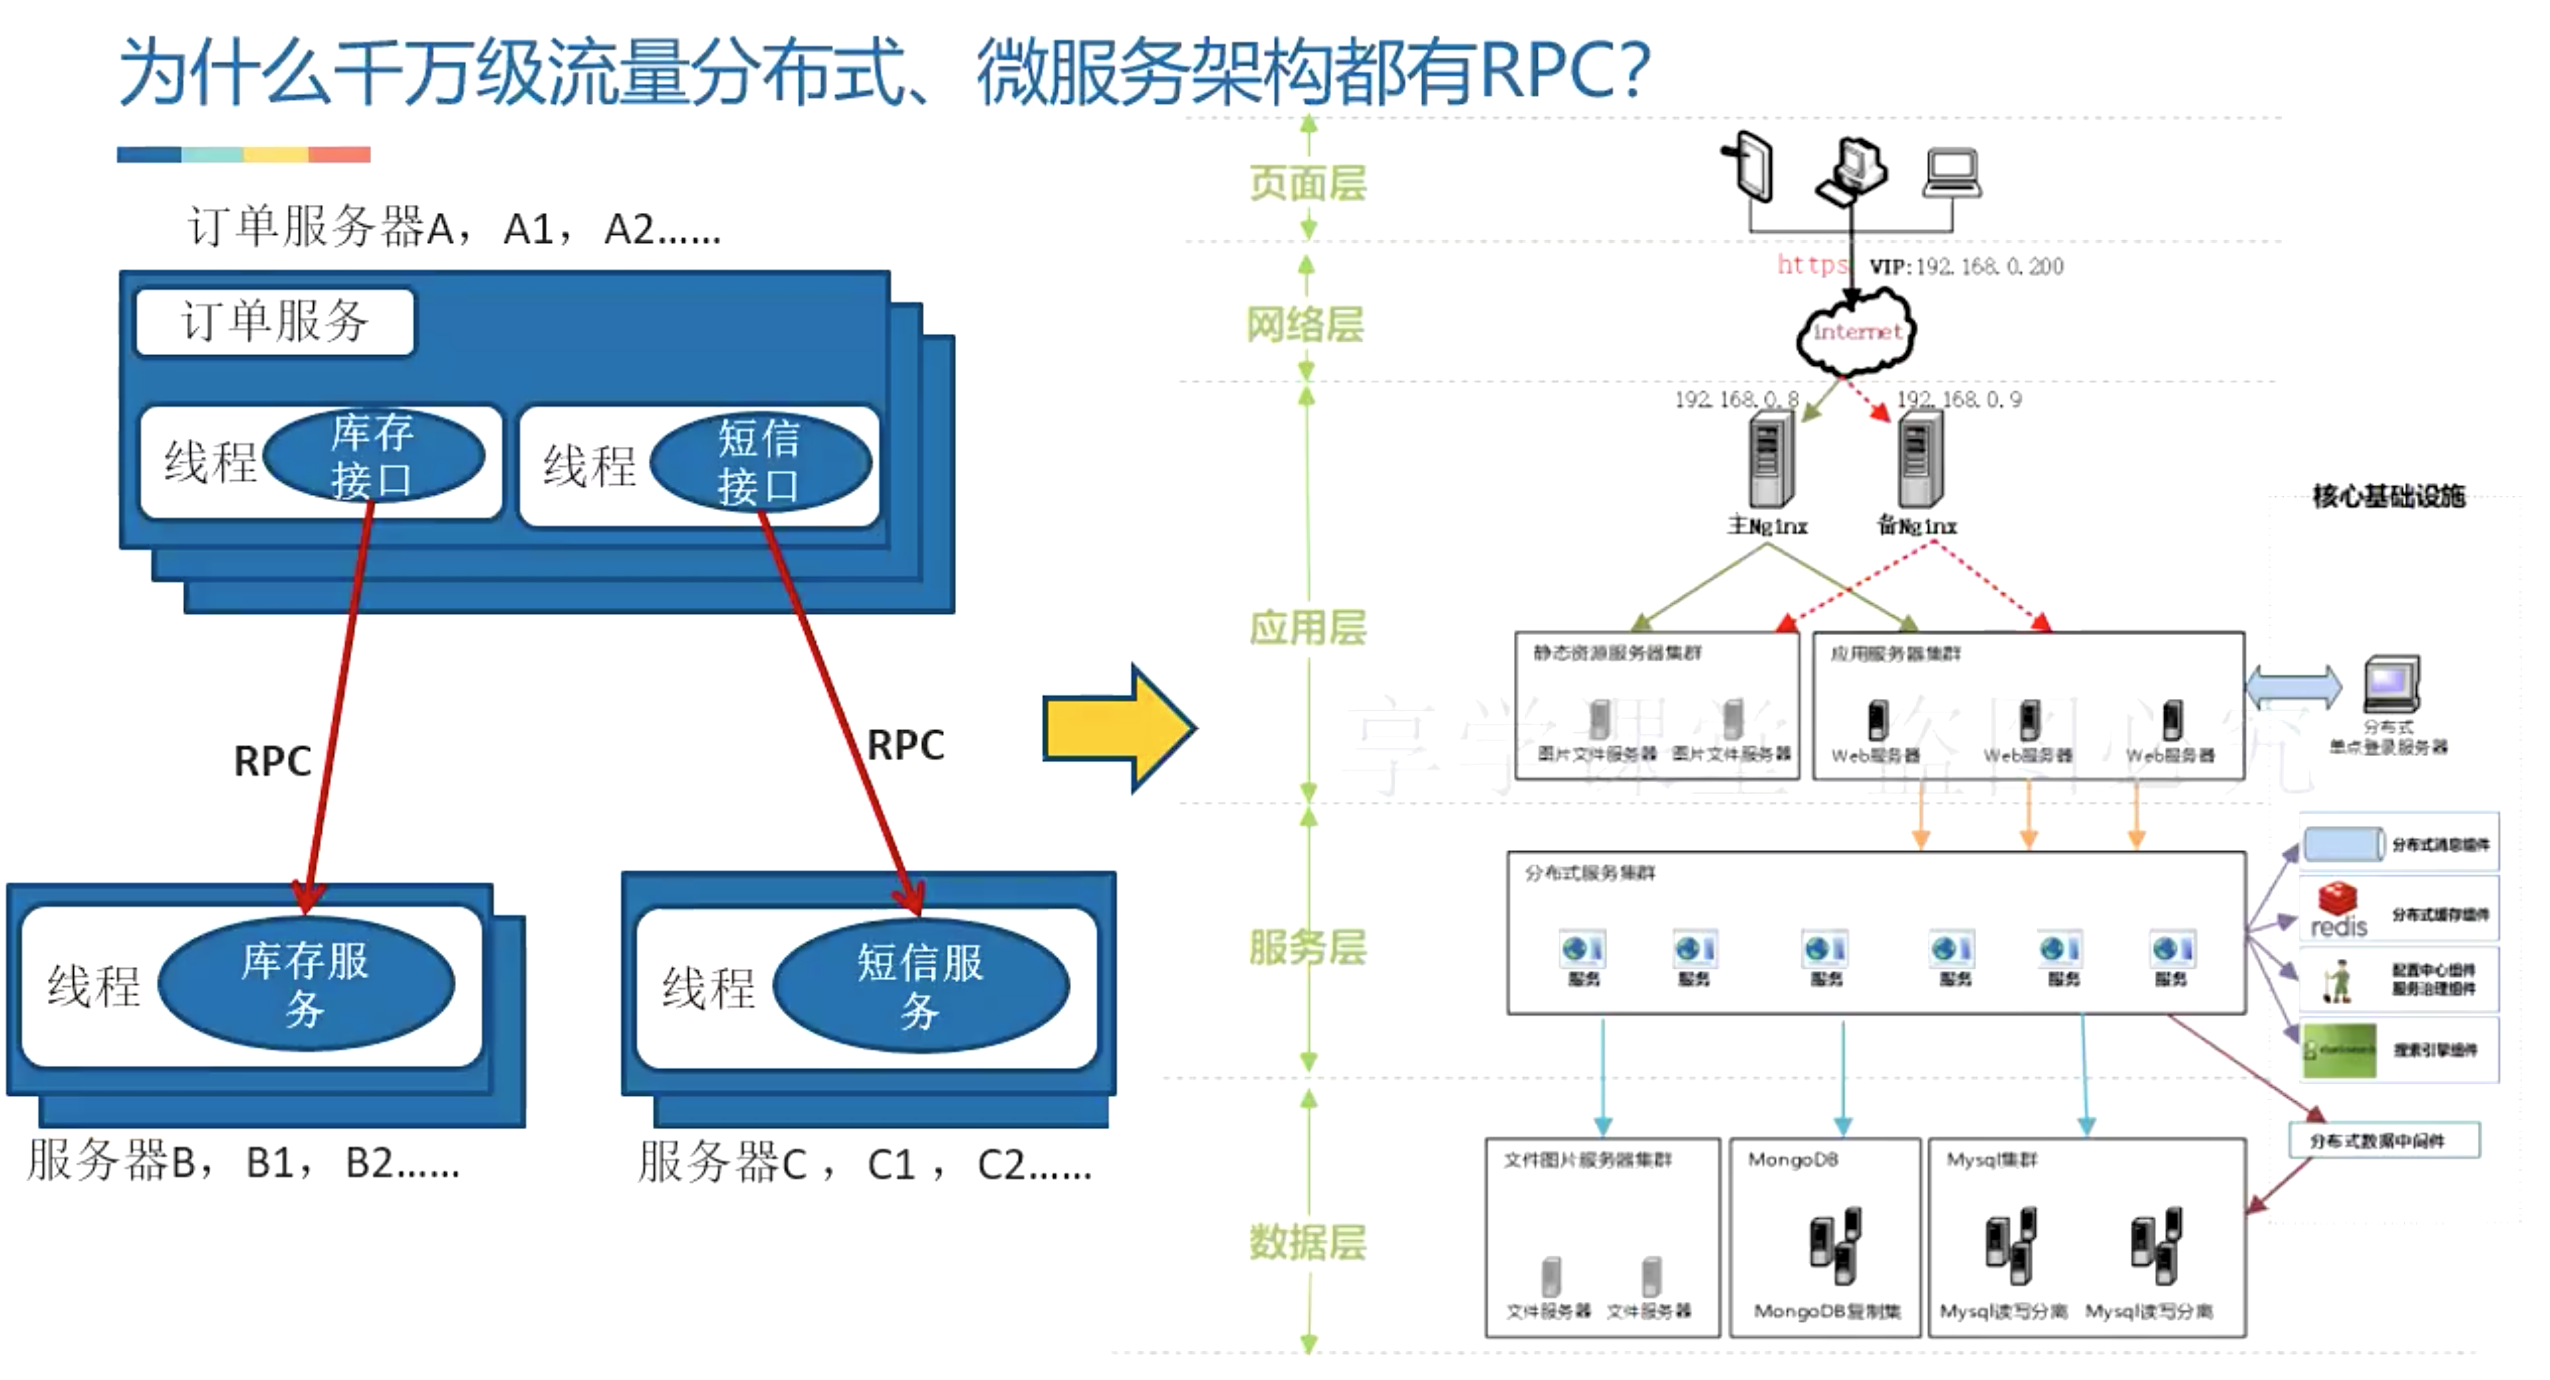 为什么千万级流量分布式、微服务架构都有RPC?
订单服务器A，A1，A2……
订单服务
线程
库存
接口
线程
短信
接口
RPC
RPC
线程
库存服
务
线程
短信服
务
服务器B，B1，B2……
服务器C，C1，C2……
页面层
网络层
应用层
服务层
数据层
https
VIP:192.168.0.200
internet
192.168.0.8
192.168.0.9
主Nginx
备Nginx
核心基础设施
静态资源服务器集群
图片文件服务器
图片文件服务器
应用服务器集群
Web服务器
Web服务器
Web服务器
分布式
单点登录服务器
享学课堂 盗图必究
分布式服务集群
服务
服务
服务
服务
服务
服务
分布式消息组件
redis
分布式缓存组件
配置中心组件
服务治理组件
搜索引擎组件
分布式数据中间件
文件图片服务器集群
文件服务器
文件服务器
MongoDB
MongoDB复制集
Mysql集群
Mysql读写分离
Mysql读写分离